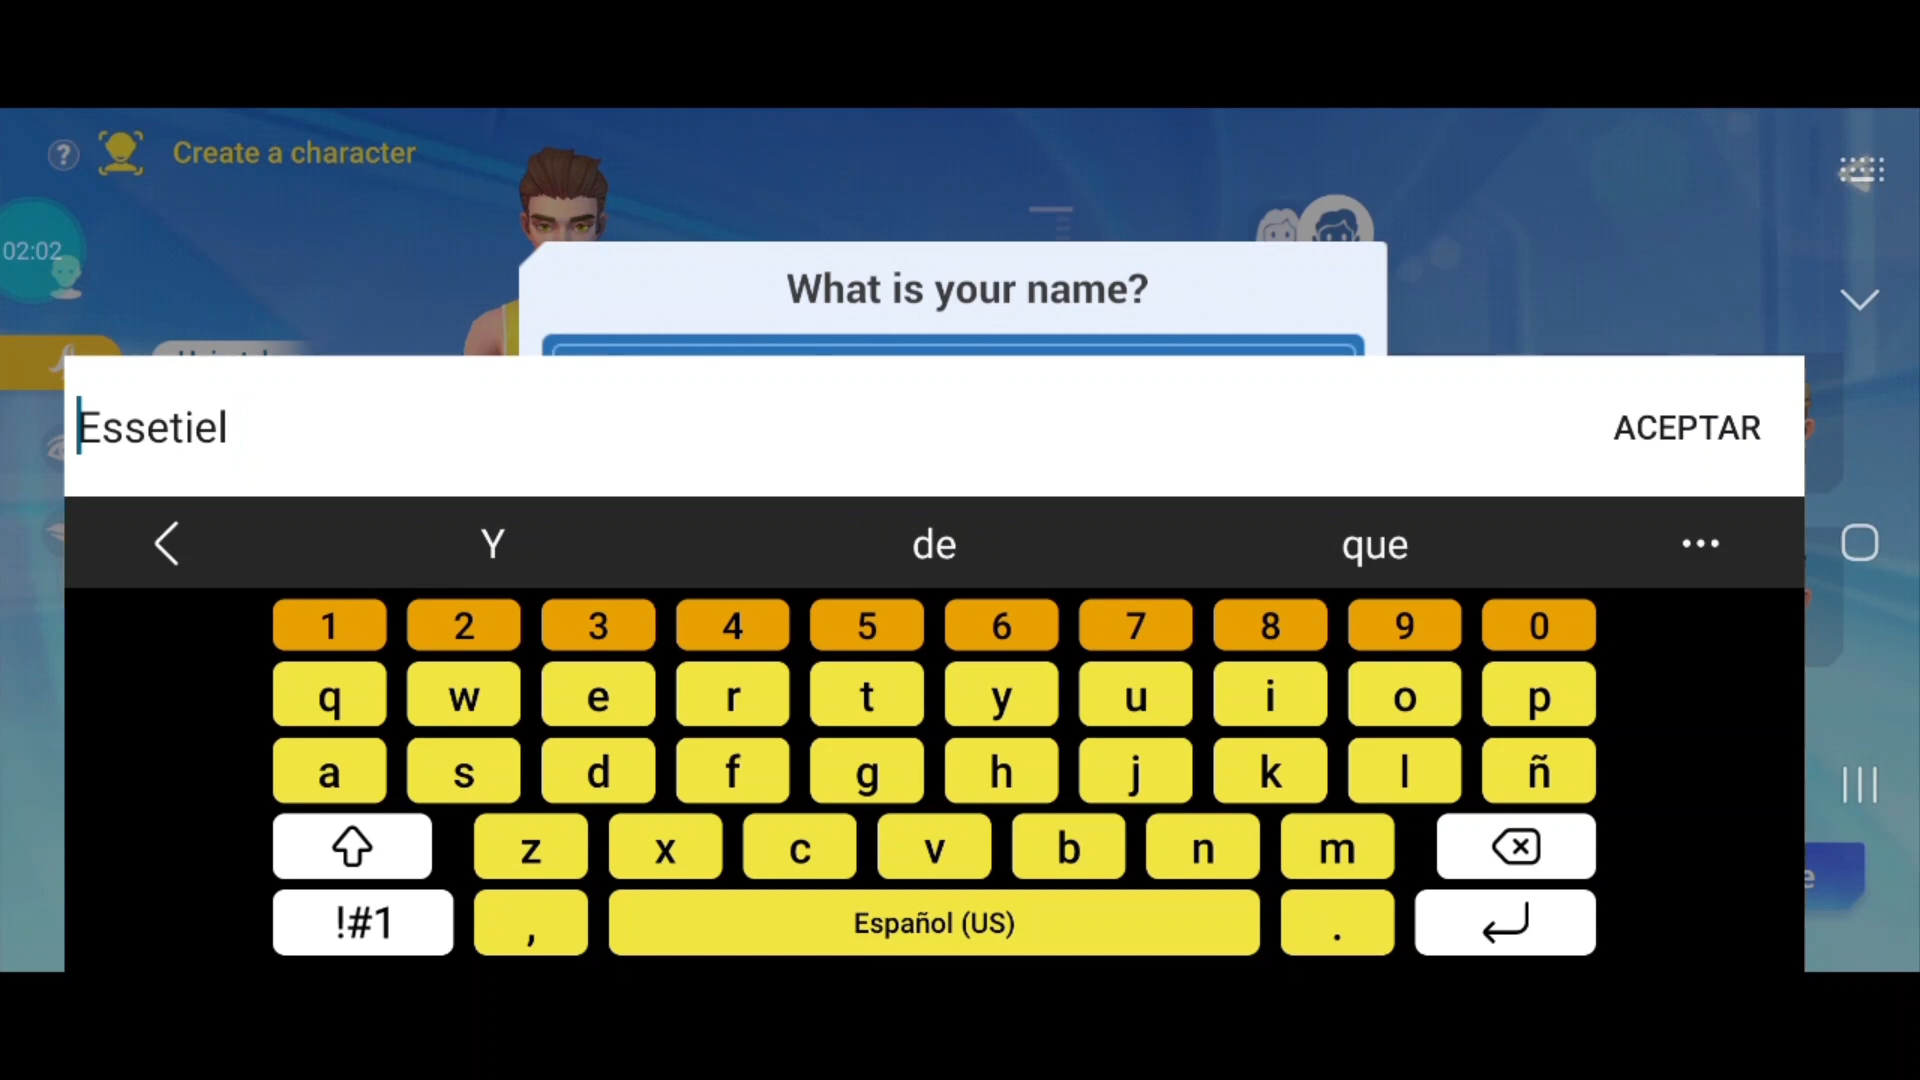 ? Create a character
02:02
What is your name?
Essetiel ACEPTAR
Y de que
1 2 3 4 5 6 7 8 9 0
q w e r t y u i o p
a s d f g h j k l ñ
z x c v b n m
!#1 , Español (US) .